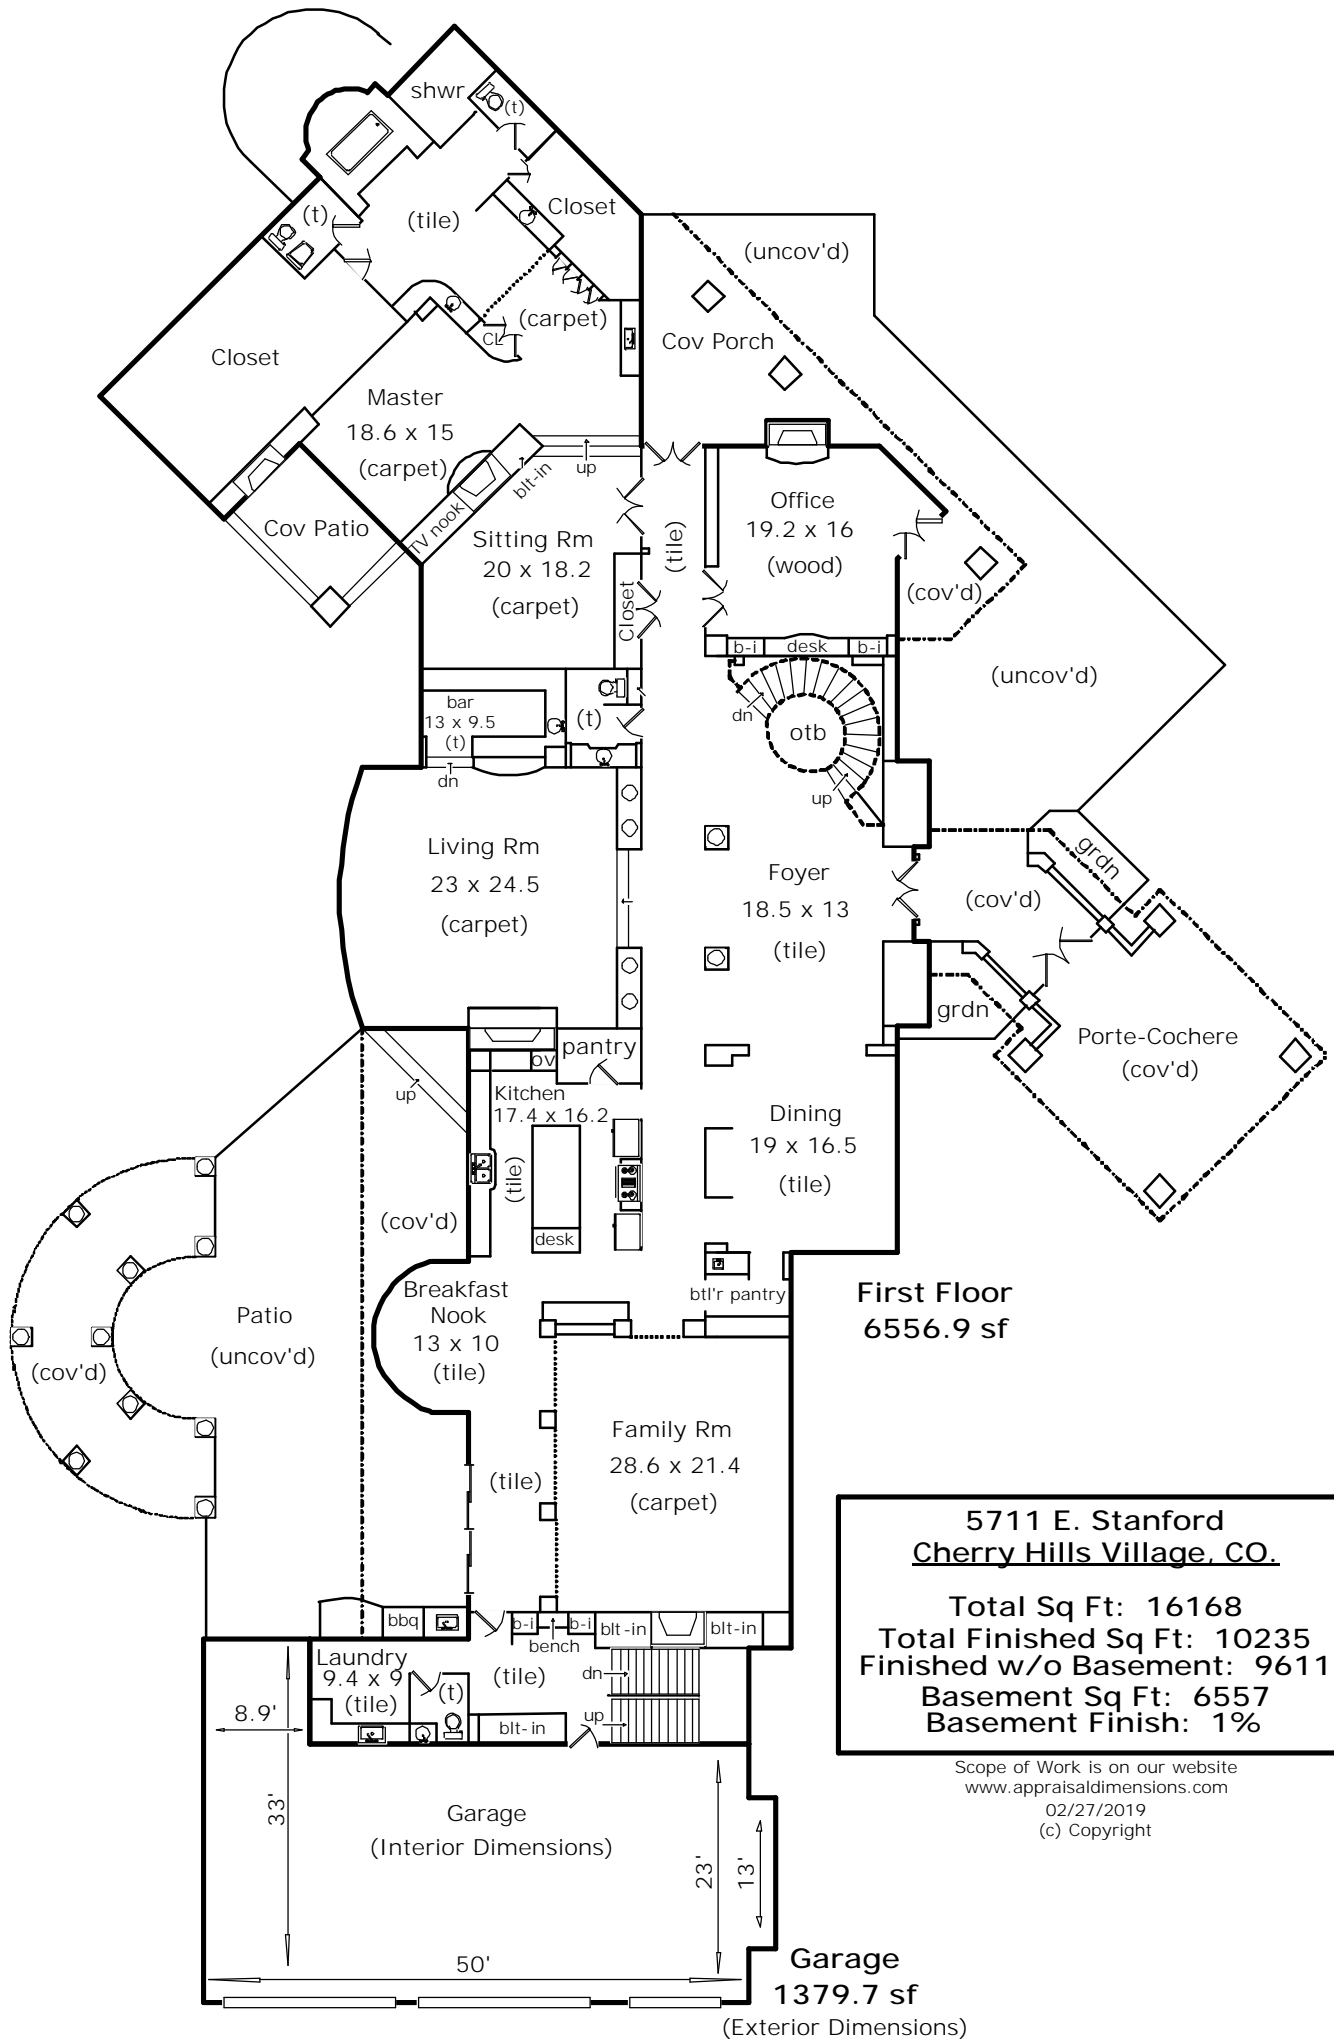 shwr
(t)
Closet
(t)
(tile)
(uncov'd)
(carpet)
CL
Cov Porch
Closet
Master
18.6 x 15
(carpet)
up
blt-in
TV nook
Cov Patio
Sitting Rm
20 x 18.2
(carpet)
Closet
(tile)
Office
19.2 x 16
(wood)
(cov'd)
b-i
desk
b-i
(uncov'd)
bar
13 x 9.5
(t)
(t)
dn
otb
up
dn
Living Rm
23 x 24.5
(carpet)
Foyer
18.5 x 13
(tile)
grdn
(cov'd)
grdn
Porte-Cochere
(cov'd)
pantry
ov
Kitchen
17.4 x 16.2
up
(tile)
desk
Dining
19 x 16.5
(tile)
(cov'd)
btl'r pantry
Breakfast
Nook
13 x 10
(tile)
Patio
(uncov'd)
(cov'd)
First Floor
6556.9 sf
Family Rm
28.6 x 21.4
(carpet)
(tile)
bbq
b-i
b-i
bench
blt-in
blt-in
Laundry
9.4 x 9
(tile)
(t)
(tile)
dn
up
blt-in
8.9'
33'
Garage
(Interior Dimensions)
23'
13'
50'
Garage
1379.7 sf
(Exterior Dimensions)
5711 E. Stanford
Cherry Hills Village, CO.
Total Sq Ft: 16168
Total Finished Sq Ft: 10235
Finished w/o Basement: 9611
Basement Sq Ft: 6557
Basement Finish: 1%
Scope of Work is on our website
www.appraisaldimensions.com
02/27/2019
(c) Copyright